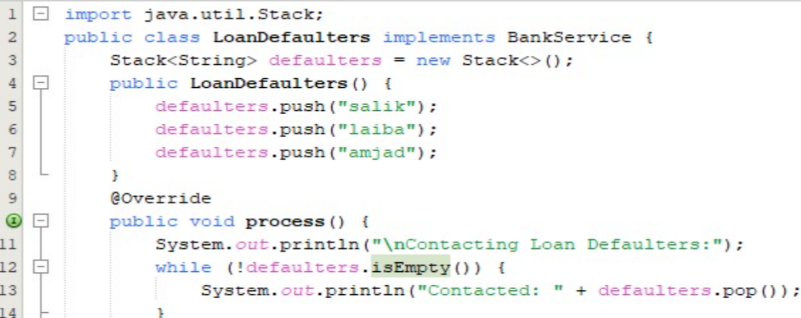 1 import java.util.Stack;
2 public class LoanDefaulters implements BankService {
3 Stack<String> defaulters = new Stack<>();
4 public LoanDefaulters() {
5 defaulters.push("salik");
6 defaulters.push("laiba");
7 defaulters.push("amjad");
8 }
9 @Override
public void process() {
11 System.out.println("\nContacting Loan Defaulters:");
12 while (!defaulters.isEmpty()) {
13 System.out.println("Contacted: " + defaulters.pop());
14 }